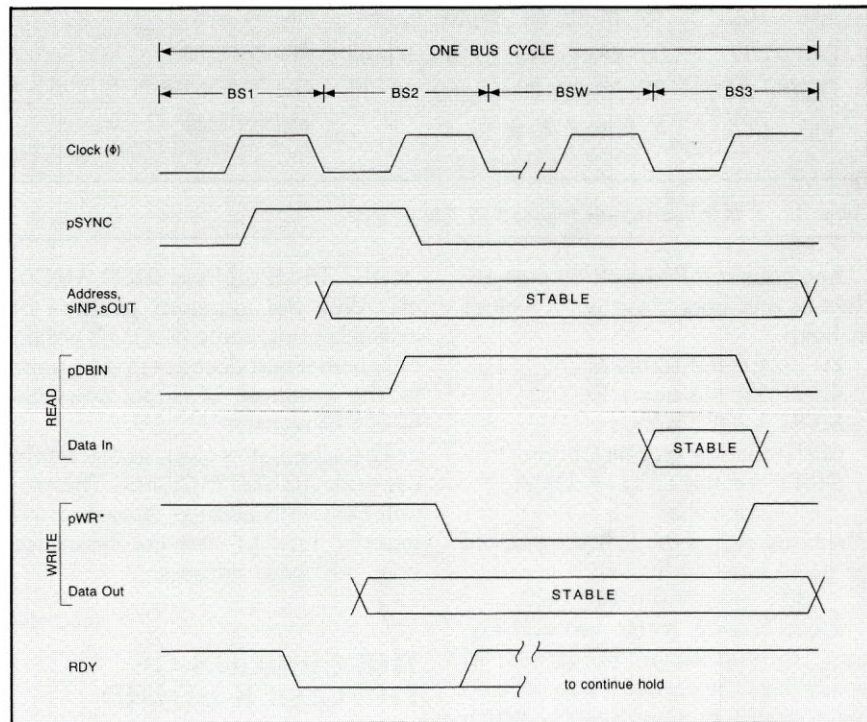 ONE BUS CYCLE
BS1 BS2 BSW BS3
Clock (Φ)
pSYNC
Address,
sINP,sOUT
STABLE
READ
pDBIN
Data In
STABLE
WRITE
pWR*
Data Out
STABLE
RDY
to continue hold